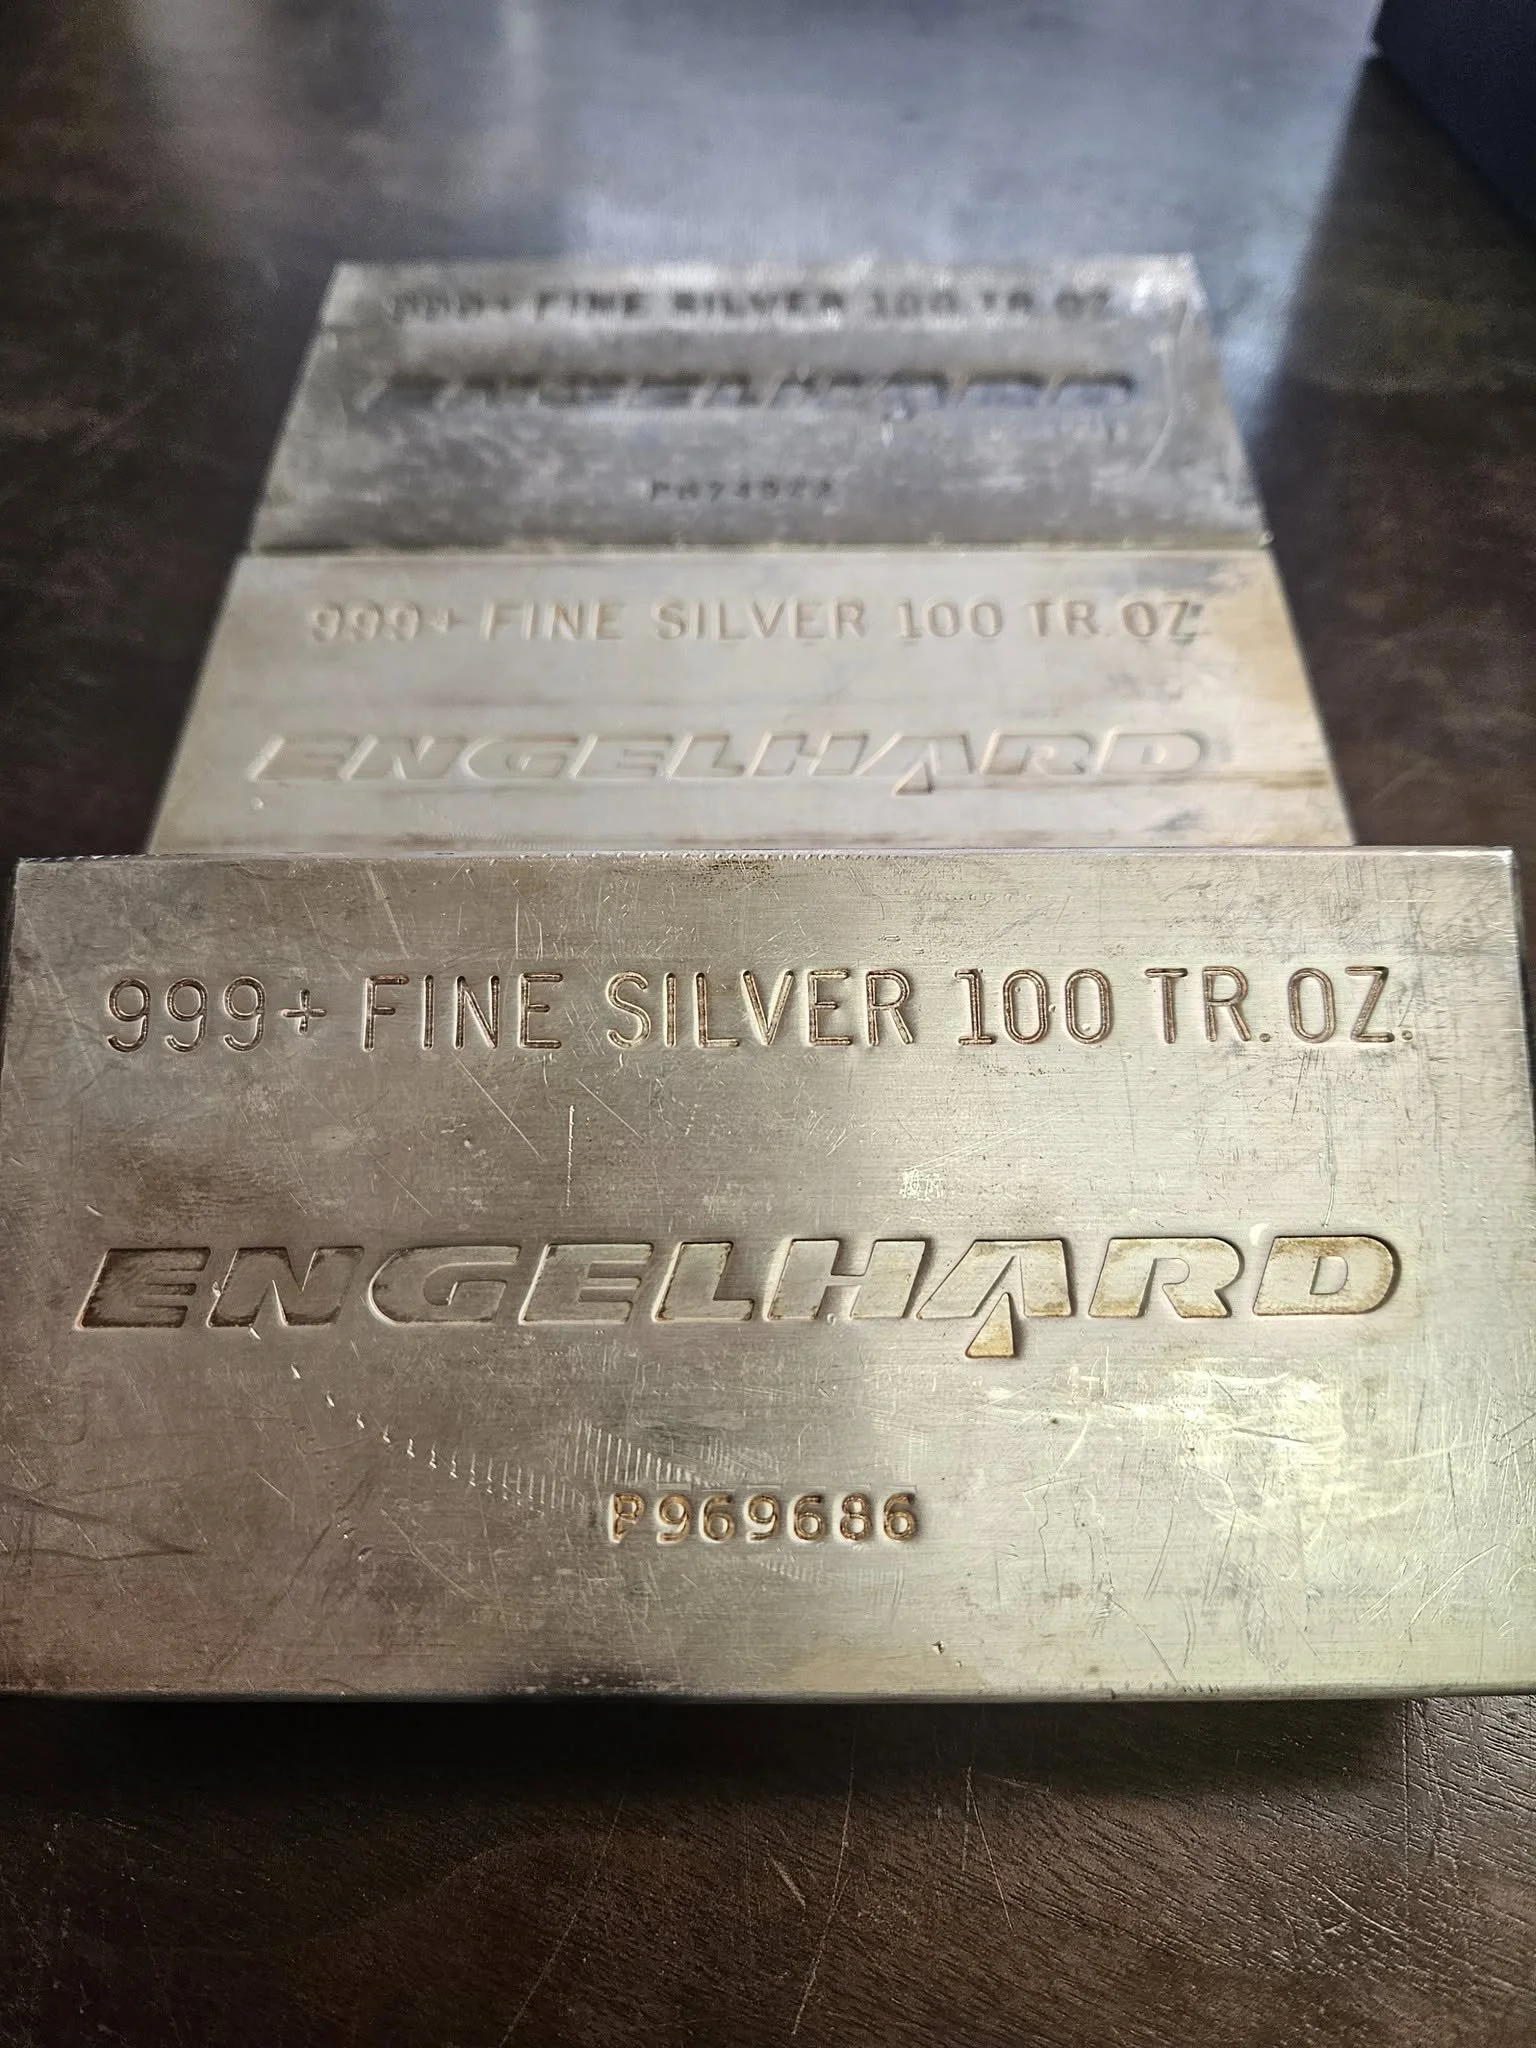 999+ FINE SILVER 100 TR.OZ.
ENGELHARD
999+ FINE SILVER 100 TR.OZ.
ENGELHARD
999+ FINE SILVER 100 TR.OZ.
ENGELHARD
P969686